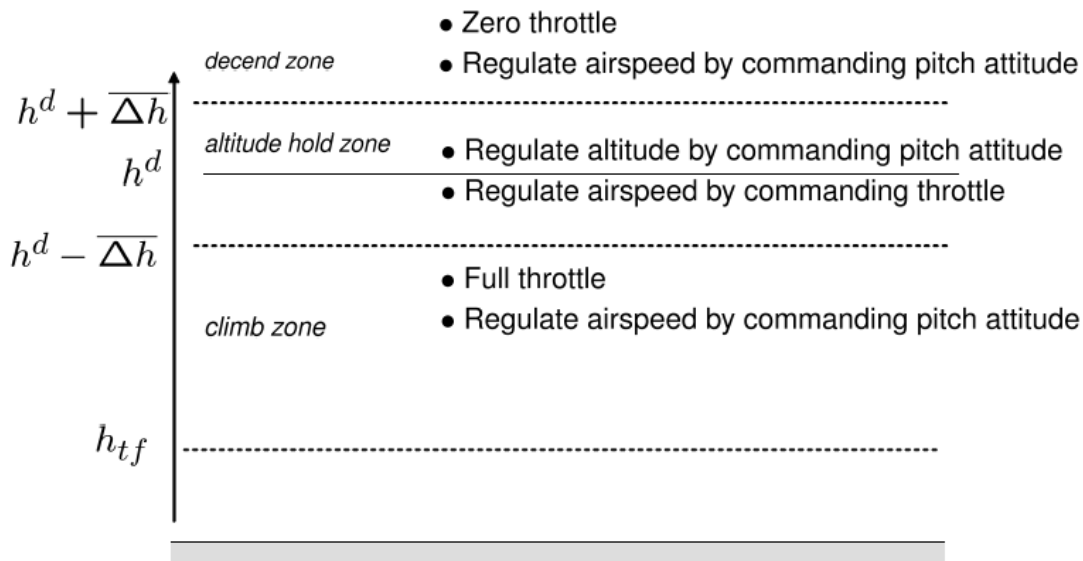 • Zero throttle
decend zone
• Regulate airspeed by commanding pitch attitude
h^d + \overline{Δh}
altitude hold zone
• Regulate altitude by commanding pitch attitude
h^d
• Regulate airspeed by commanding throttle
h^d − \overline{Δh}
• Full throttle
climb zone
• Regulate airspeed by commanding pitch attitude
h_{tf}